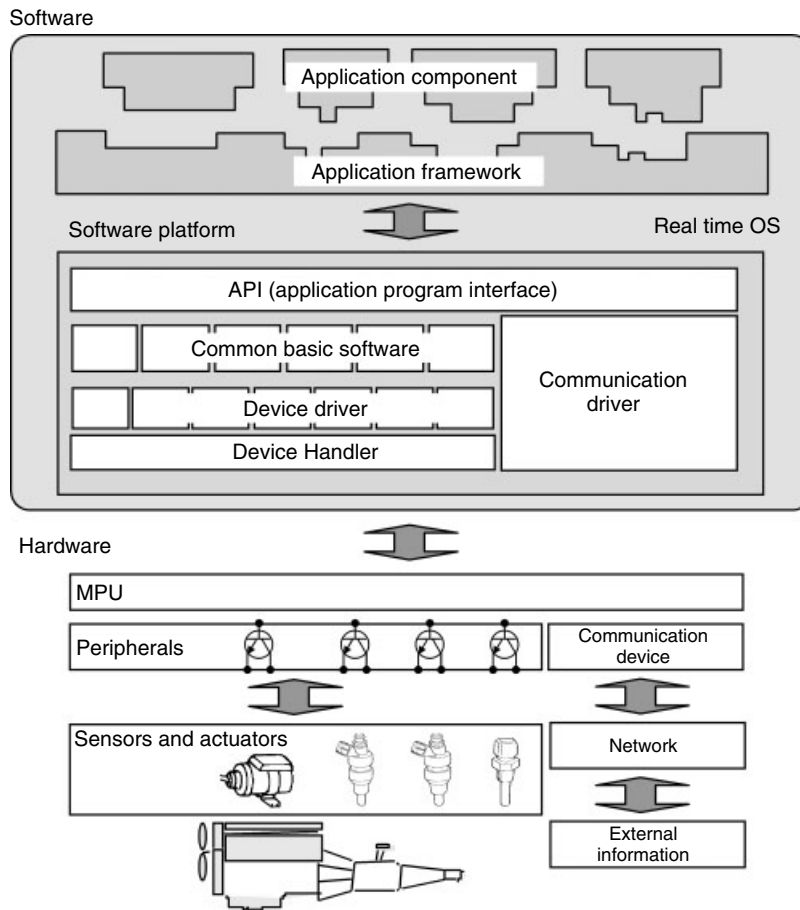 Software
Application component
Application framework
Software platform
Real time OS
API (application program interface)
Common basic software
Communication
driver
Device driver
Device Handler
Hardware
MPU
Peripherals
Communication
device
Sensors and actuators
Network
External
information